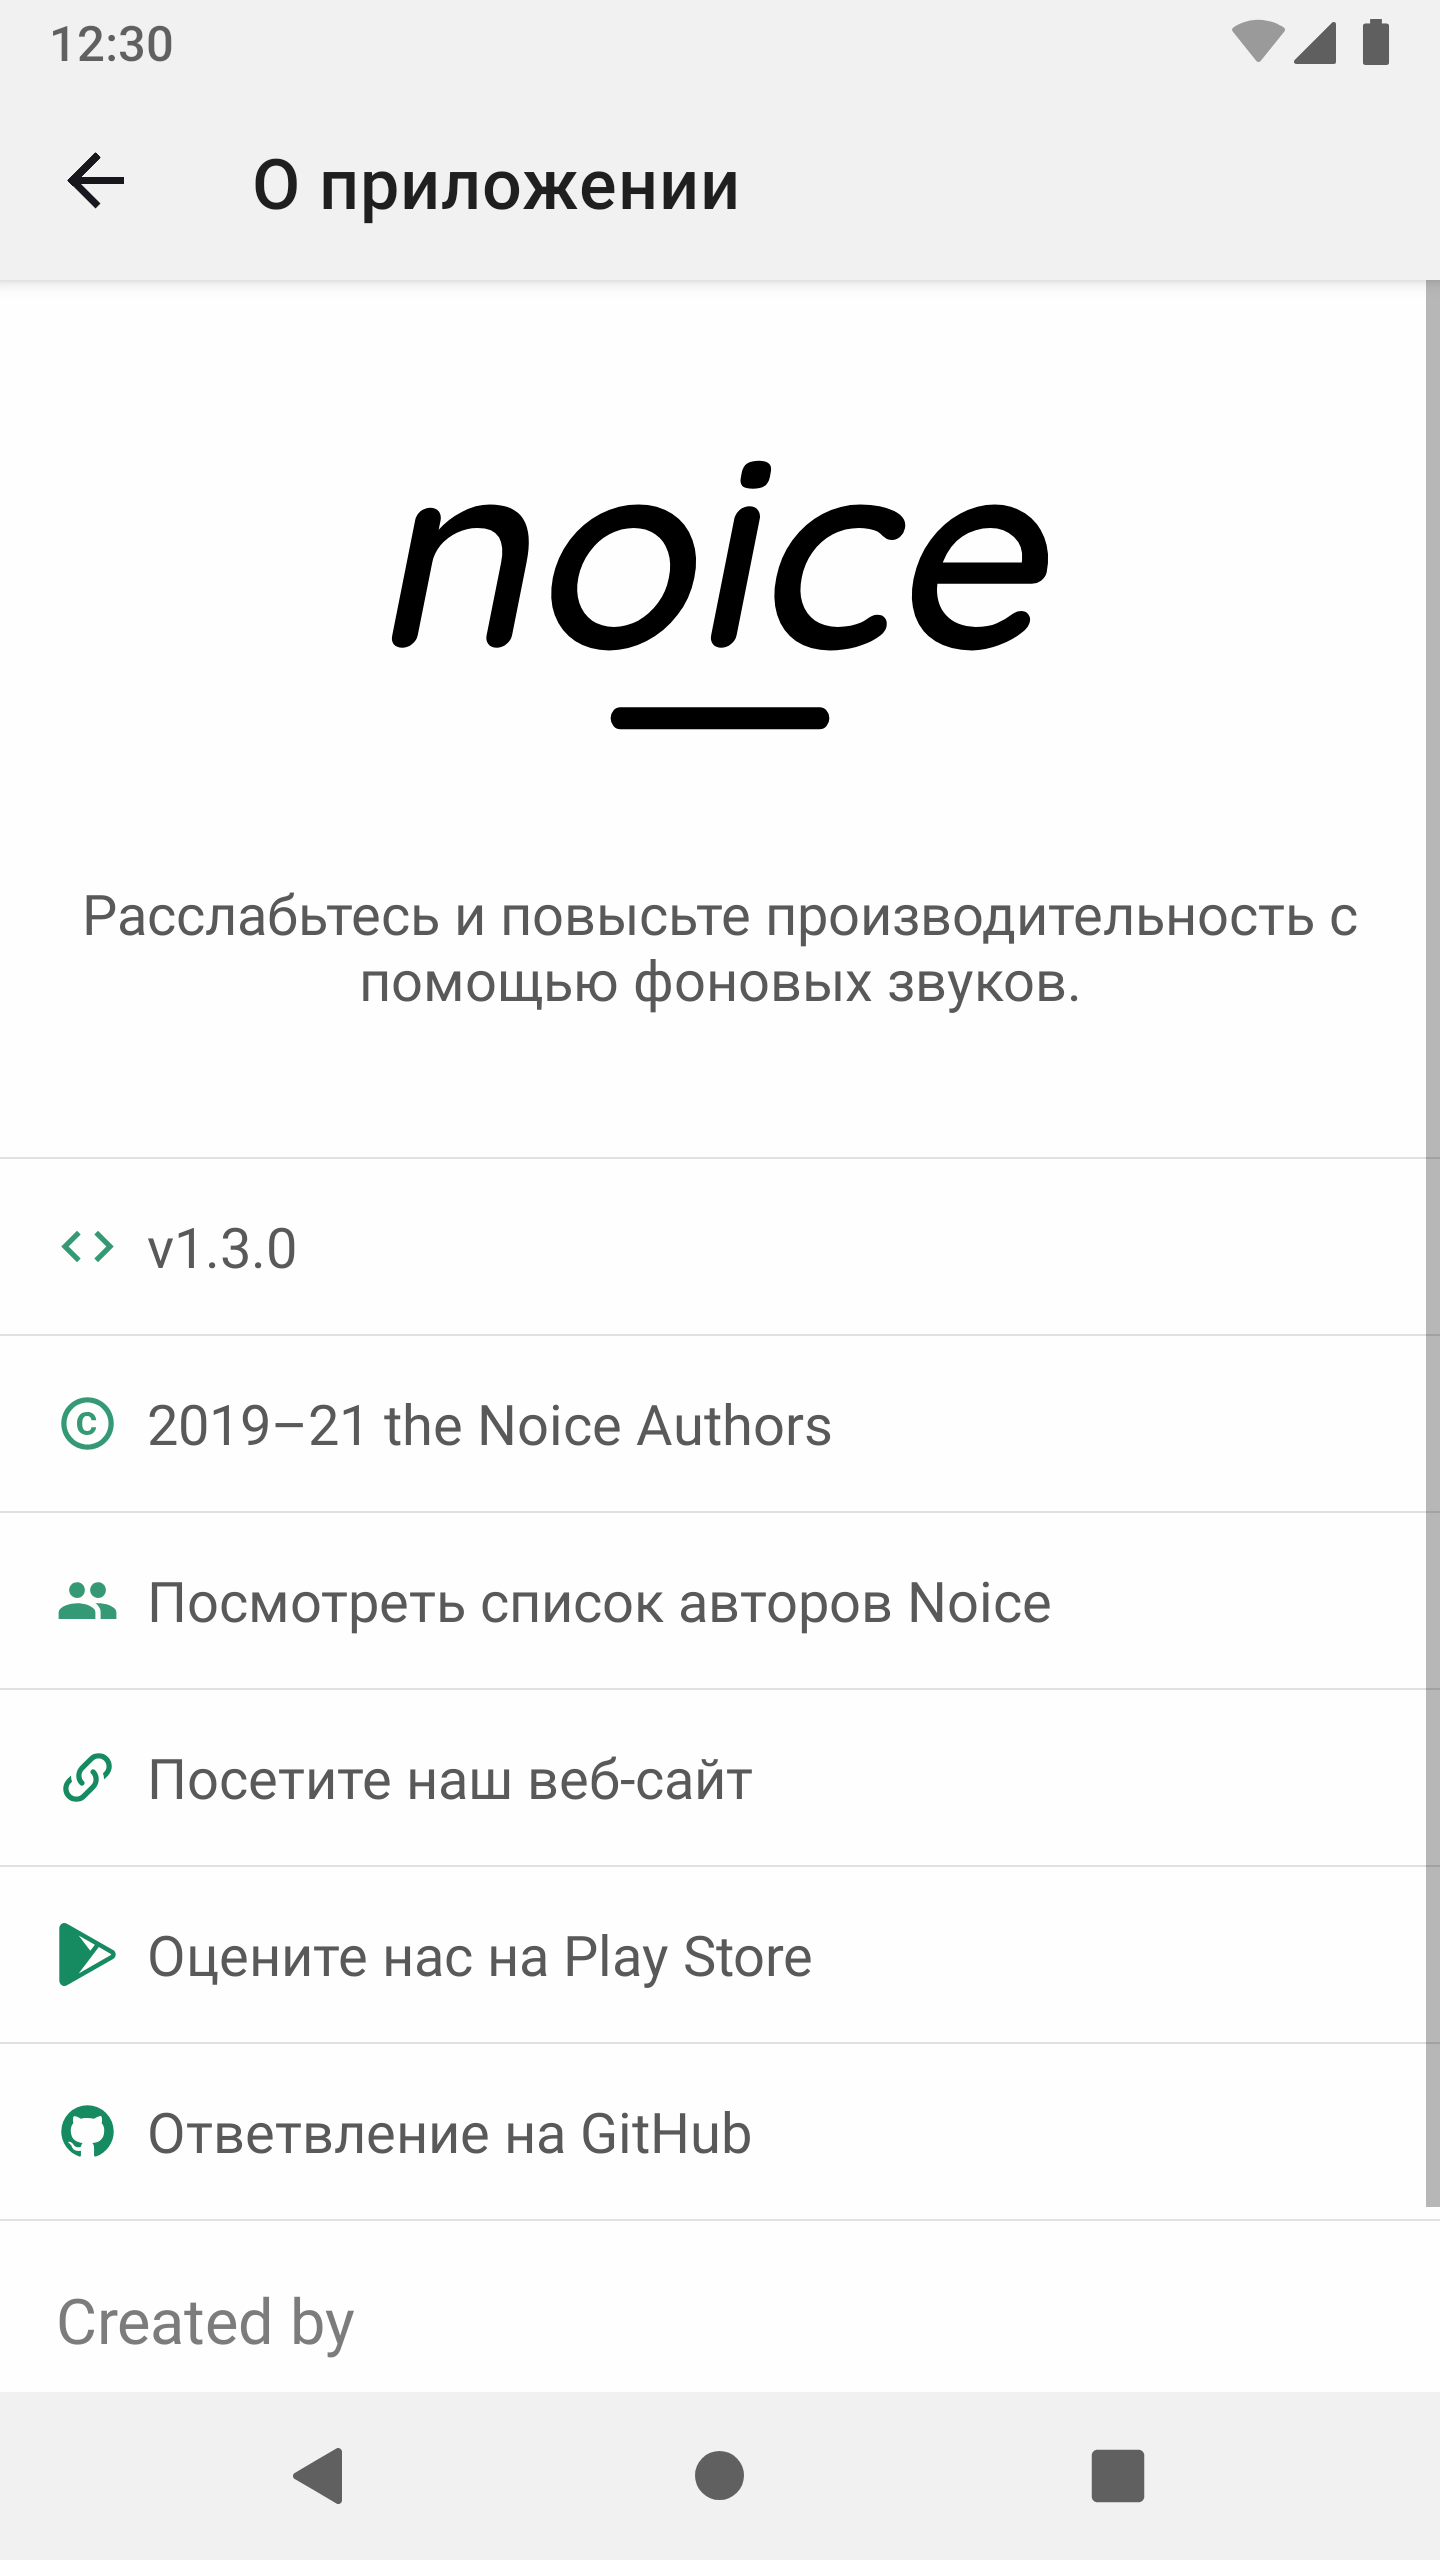 12:30
О приложении
noice
Расслабьтесь и повысьте производительность с
помощью фоновых звуков.
v1.3.0
2019–21 the Noice Authors
Посмотреть список авторов Noice
Посетите наш веб-сайт
Оцените нас на Play Store
Ответвление на GitHub
Created by